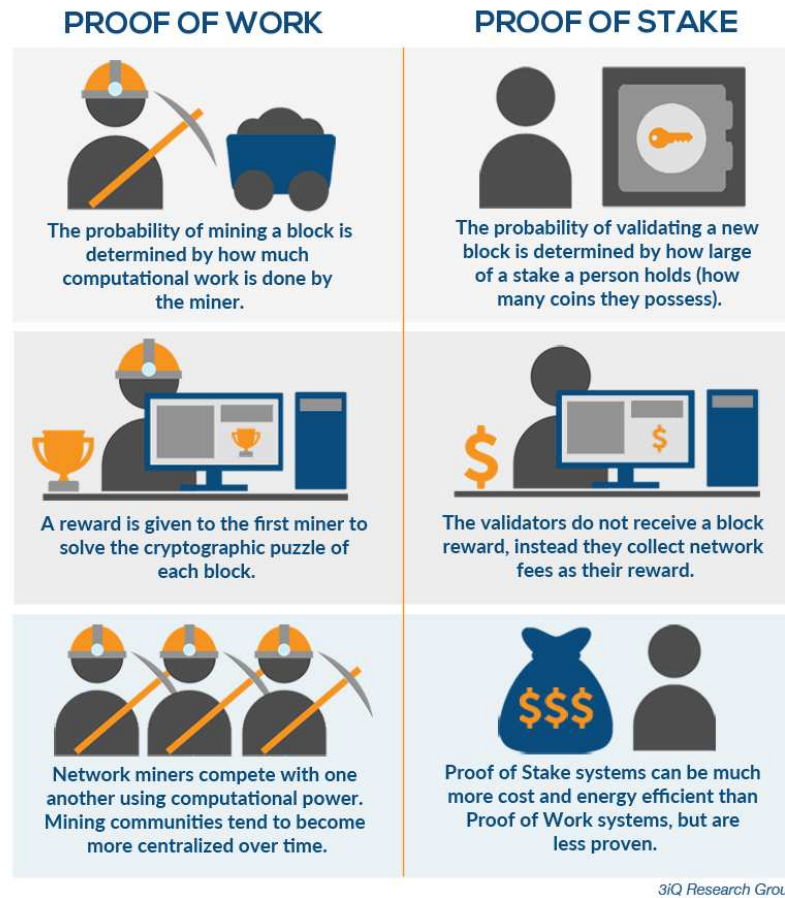 PROOF OF WORK
The probability of mining a block is
determined by how much
computational work is done by
the miner.
A reward is given to the first miner to
solve the cryptographic puzzle of
each block.
Network miners compete with one
another using computational power.
Mining communities tend to become
more centralized over time.
PROOF OF STAKE
The probability of validating a new
block is determined by how large
of a stake a person holds (how
many coins they possess).
$
$
The validators do not receive a block
reward, instead they collect network
fees as their reward.
$$$
Proof of Stake systems can be much
more cost and energy efficient than
Proof of Work systems, but are
less proven.
3iQ Research Grou